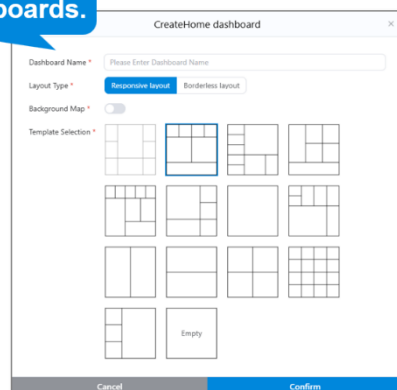 boards.
CreateHome dashboard ×
Dashboard Name * Please Enter Dashboard Name
Layout Type * Responsive layout Borderless layout
Background Map *
Template Selection *
Empty
Cancel Confirm